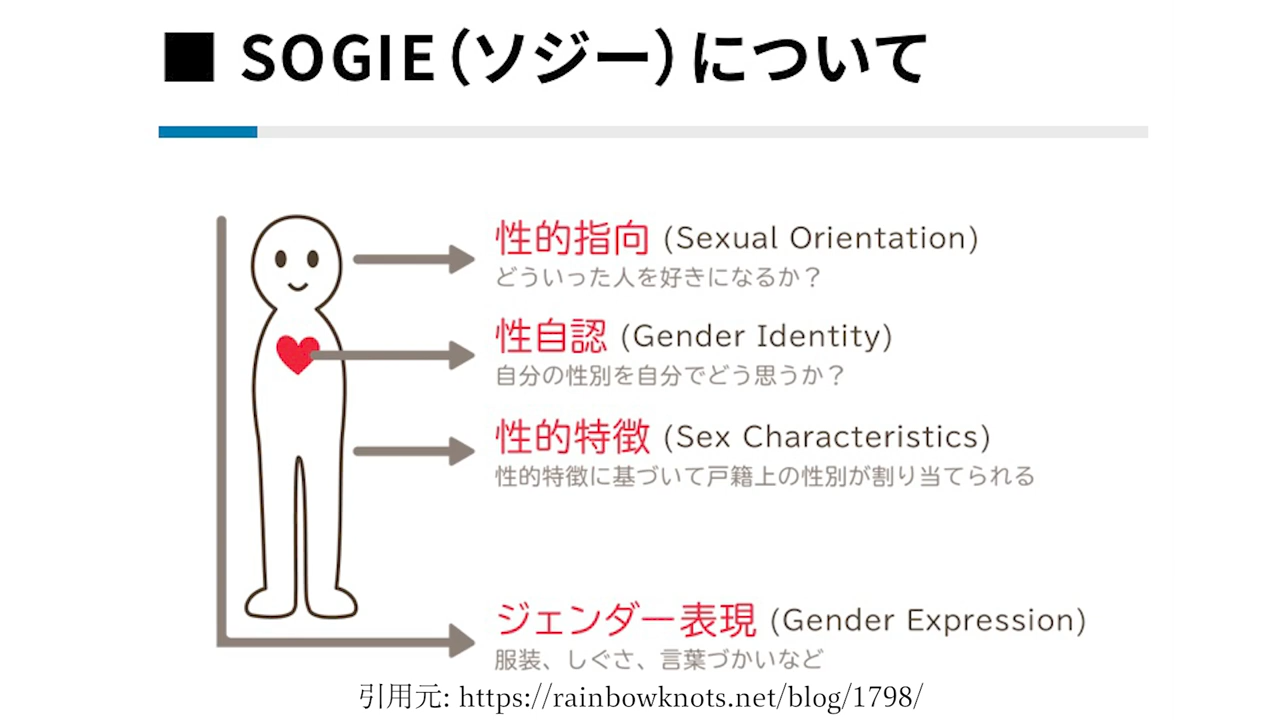 ■ SOGIE(ソジー)について
性的指向 (Sexual Orientation)
どういった人を好きになるか？
性自認 (Gender Identity)
自分の性別を自分でどう思うか？
性的特徴 (Sex Characteristics)
性的特徴に基づいて戸籍上の性別が割り当てられる
ジェンダー表現 (Gender Expression)
服装、しぐさ、言葉づかいなど
引用元: https://rainbowknots.net/blog/1798/